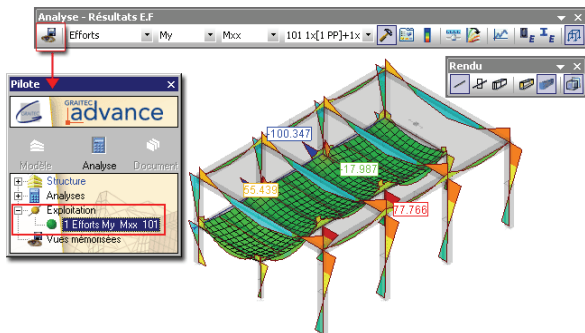 Analyse - Résultats E.F
Efforts My Mxx 101 1x[1 PP]+1x
Rendu
Pilote
GRAITEC
advance
Modèle Analyse Document
Structure
Analyses
Exploitation
1 Efforts My Mxx 101
Vues mémorisées
-100.347
-17.987
55.439
77.766